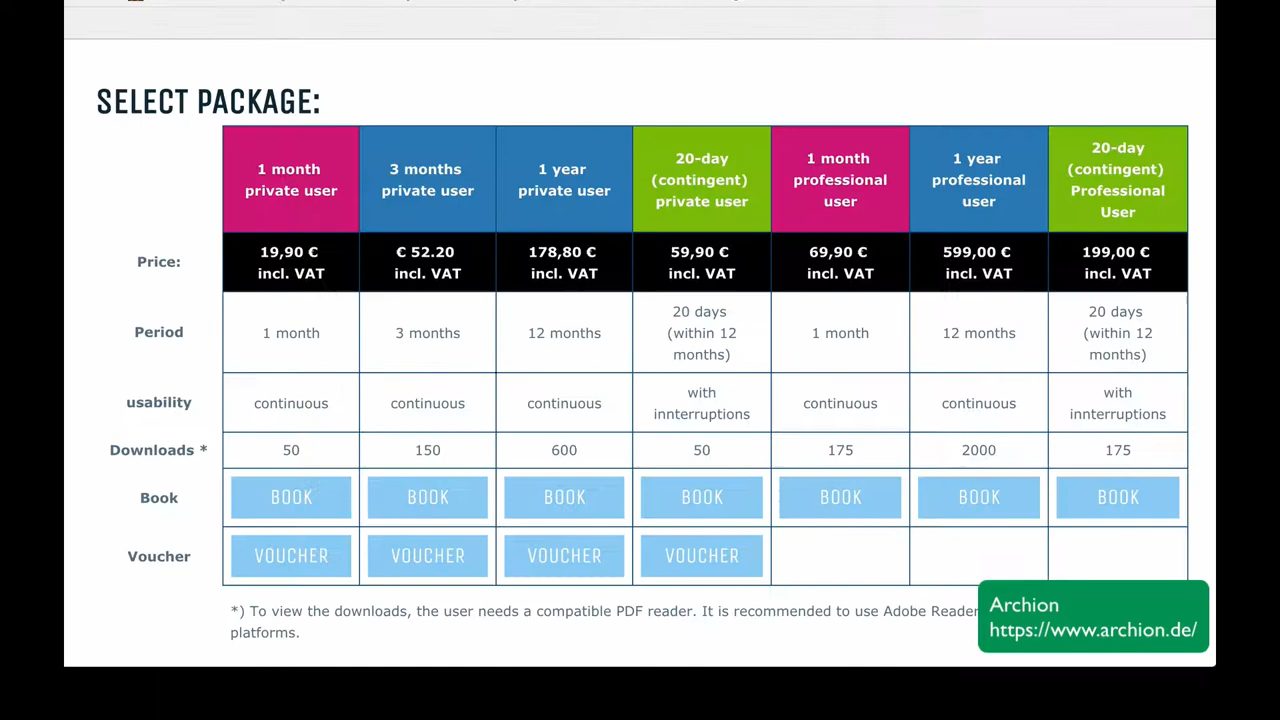 SELECT PACKAGE:
1 month private user
3 months private user
1 year private user
20-day (contingent) private user
1 month professional user
1 year professional user
20-day (contingent) Professional User
Price:
19,90 € incl. VAT
€ 52.20 incl. VAT
178,80 € incl. VAT
59,90 € incl. VAT
69,90 € incl. VAT
599,00 € incl. VAT
199,00 € incl. VAT
Period
1 month
3 months
12 months
20 days (within 12 months)
1 month
12 months
20 days (within 12 months)
usability
continuous
continuous
continuous
with innterruptions
continuous
continuous
with innterruptions
Downloads *
50
150
600
50
175
2000
175
Book
BOOK
BOOK
BOOK
BOOK
BOOK
BOOK
BOOK
Voucher
VOUCHER
VOUCHER
VOUCHER
VOUCHER
*) To view the downloads, the user needs a compatible PDF reader. It is recommended to use Adobe Reader
platforms.
Archion
https://www.archion.de/